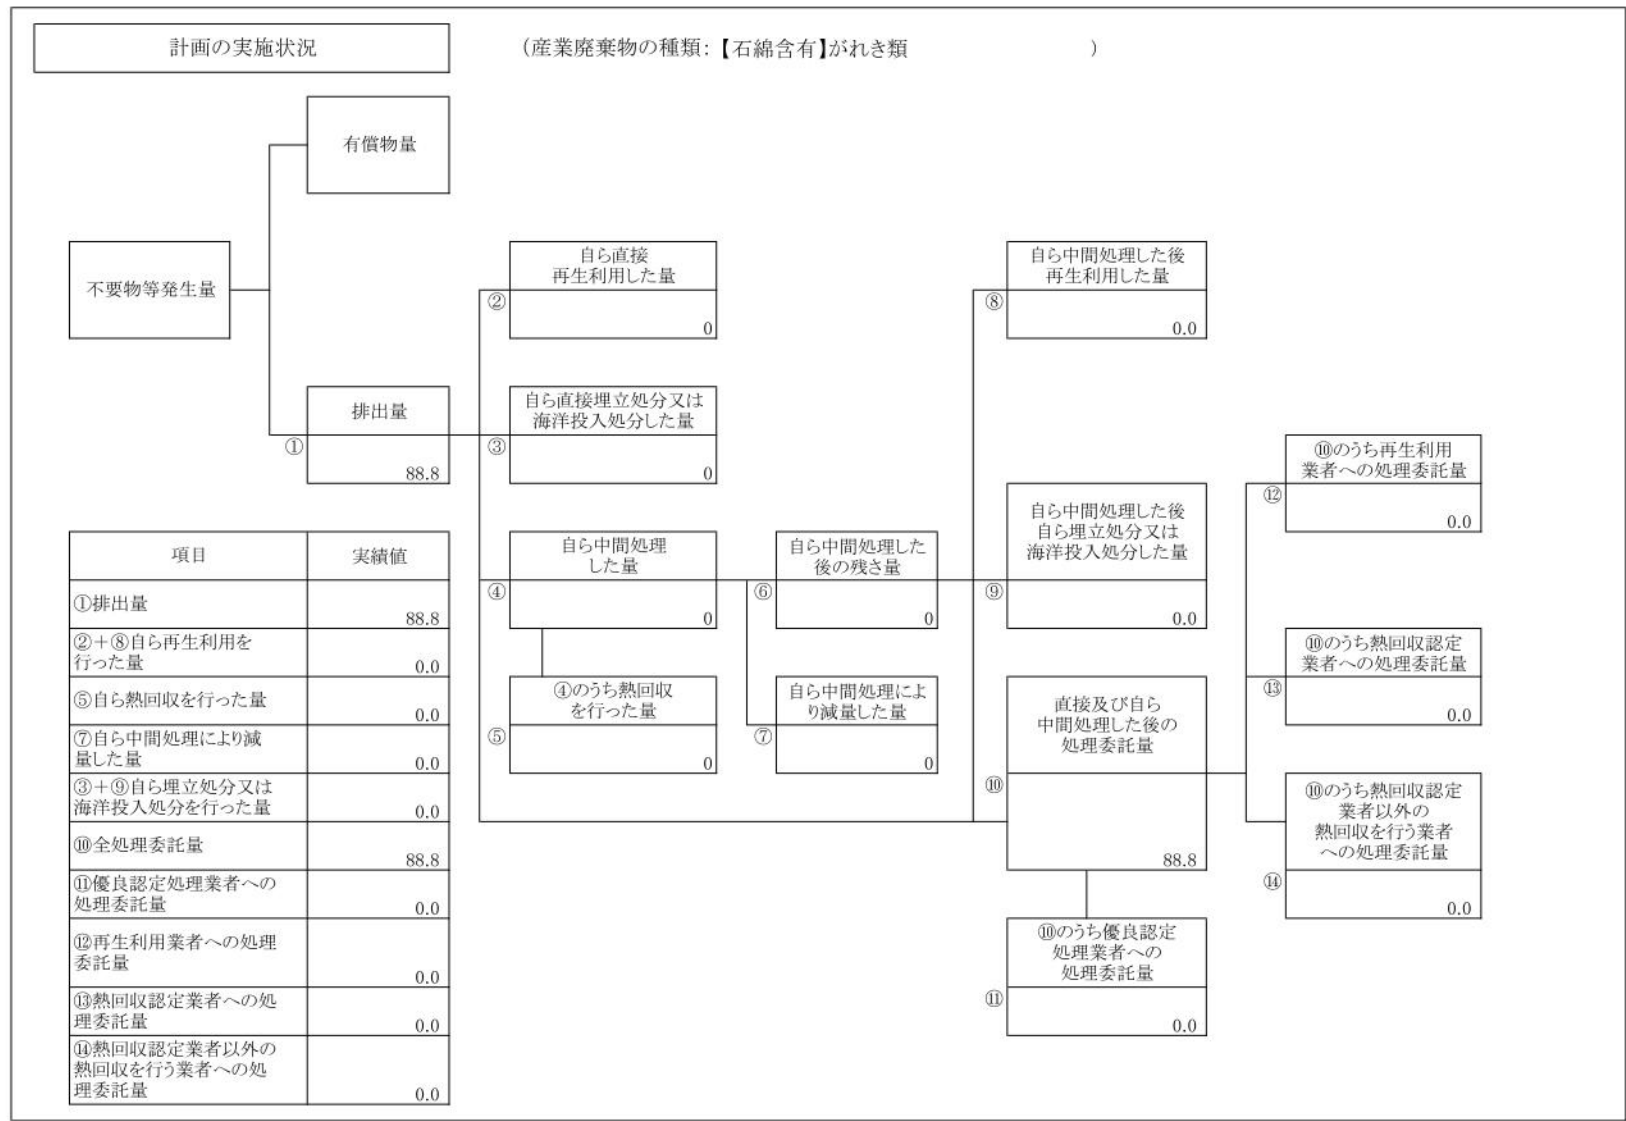 計画の実施状況
(産業廃棄物の種類:【石綿含有】がれき類 )
有償物量
不要物等発生量
自ら直接
再生利用した量
②
0
自ら中間処理した後
再生利用した量
⑧
0.0
排出量
①
88.8
自ら直接埋立処分又は
海洋投入処分した量
③
0
⑩のうち再生利用
業者への処理委託量
⑫
0.0
自ら中間処理
した量
④
0
自ら中間処理した
後の残さ量
⑥
0
自ら中間処理した後
自ら埋立処分又は
海洋投入処分した量
⑨
0.0
⑩のうち熱回収認定
業者への処理委託量
⑬
0.0
④のうち熱回収
を行った量
⑤
0
自ら中間処理によ
り減量した量
⑦
0
直接及び自ら
中間処理した後の
処理委託量
⑩
88.8
⑩のうち熱回収認定
業者以外の
熱回収を行う業者
への処理委託量
⑭
0.0
⑩のうち優良認定
処理業者への
処理委託量
⑪
0.0
項目 実績値
①排出量
88.8
②+⑧自ら再生利用を
行った量
0.0
⑤自ら熱回収を行った量
0.0
⑦自ら中間処理により減
量した量
0.0
③+⑨自ら埋立処分又は
海洋投入処分を行った量
0.0
⑩全処理委託量
88.8
⑪優良認定処理業者への
処理委託量
0.0
⑫再生利用業者への処理
委託量
0.0
⑬熱回収認定業者への処
理委託量
0.0
⑭熱回収認定業者以外の
熱回収を行う業者への処
理委託量
0.0